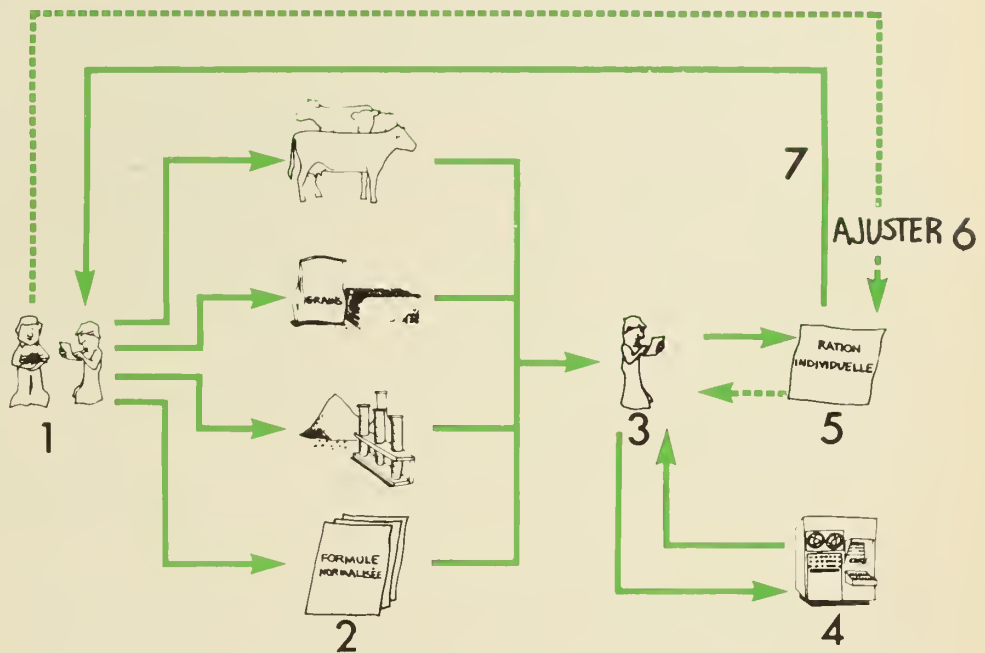 7
AJUSTER 6
GRAINS
RATION
INDIVIDUELLE
1
3
5
FORMULE
NORMALISÉE
2
4